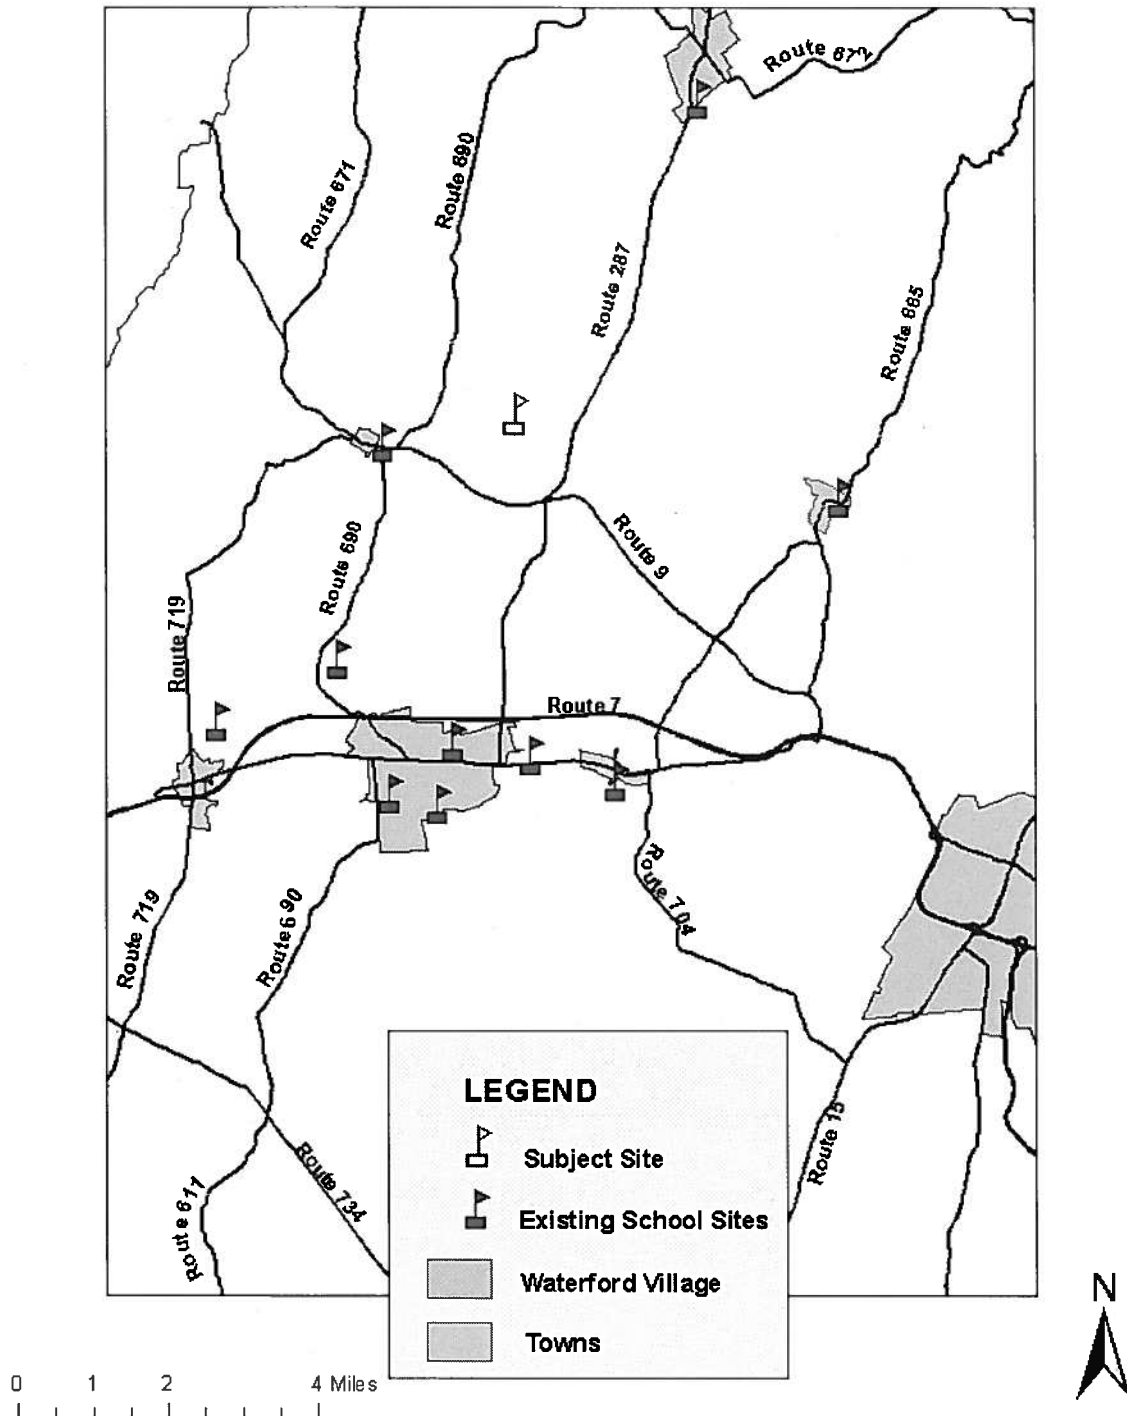 Route 672
Route 690
Route 671
Route 287
Route 885
Route 9
Route 690
Route 719
Route 7
Route 704
Route 719
Route 690
LEGEND
Subject Site
Existing School Sites
Waterford Village
Towns
Route 15
Route 734
Route 611
N
0 1 2 4 Miles